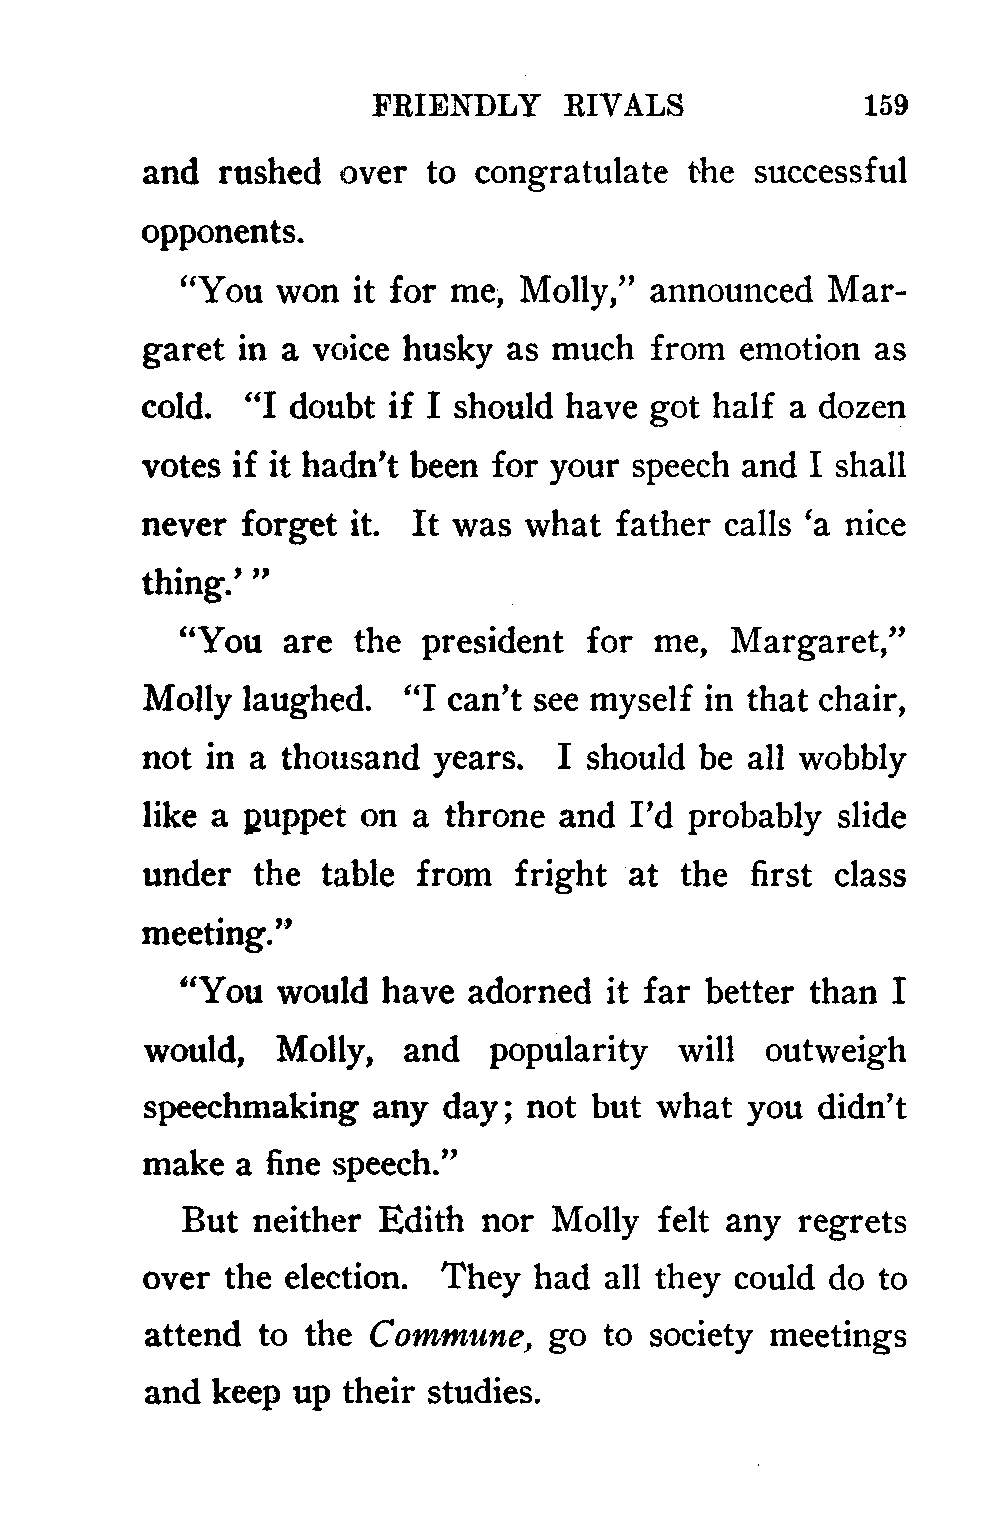 FRIENDLY RIVALS 159
and rushed over to congratulate the successful
opponents.
“You won it for me, Molly,” announced Mar-
garet in a voice husky as much from emotion as
cold. “I doubt if I should have got half a dozen
votes if it hadn’t been for your speech and I shall
never forget it. It was what father calls ‘a nice
thing.’ ”
“You are the president for me, Margaret,”
Molly laughed. “I can’t see myself in that chair,
not in a thousand years. I should be all wobbly
like a puppet on a throne and I’d probably slide
under the table from fright at the first class
meeting.”
“You would have adorned it far better than I
would, Molly, and popularity will outweigh
speechmaking any day; not but what you didn’t
make a fine speech.”
But neither Edith nor Molly felt any regrets
over the election. They had all they could do to
attend to the Commune, go to society meetings
and keep up their studies.